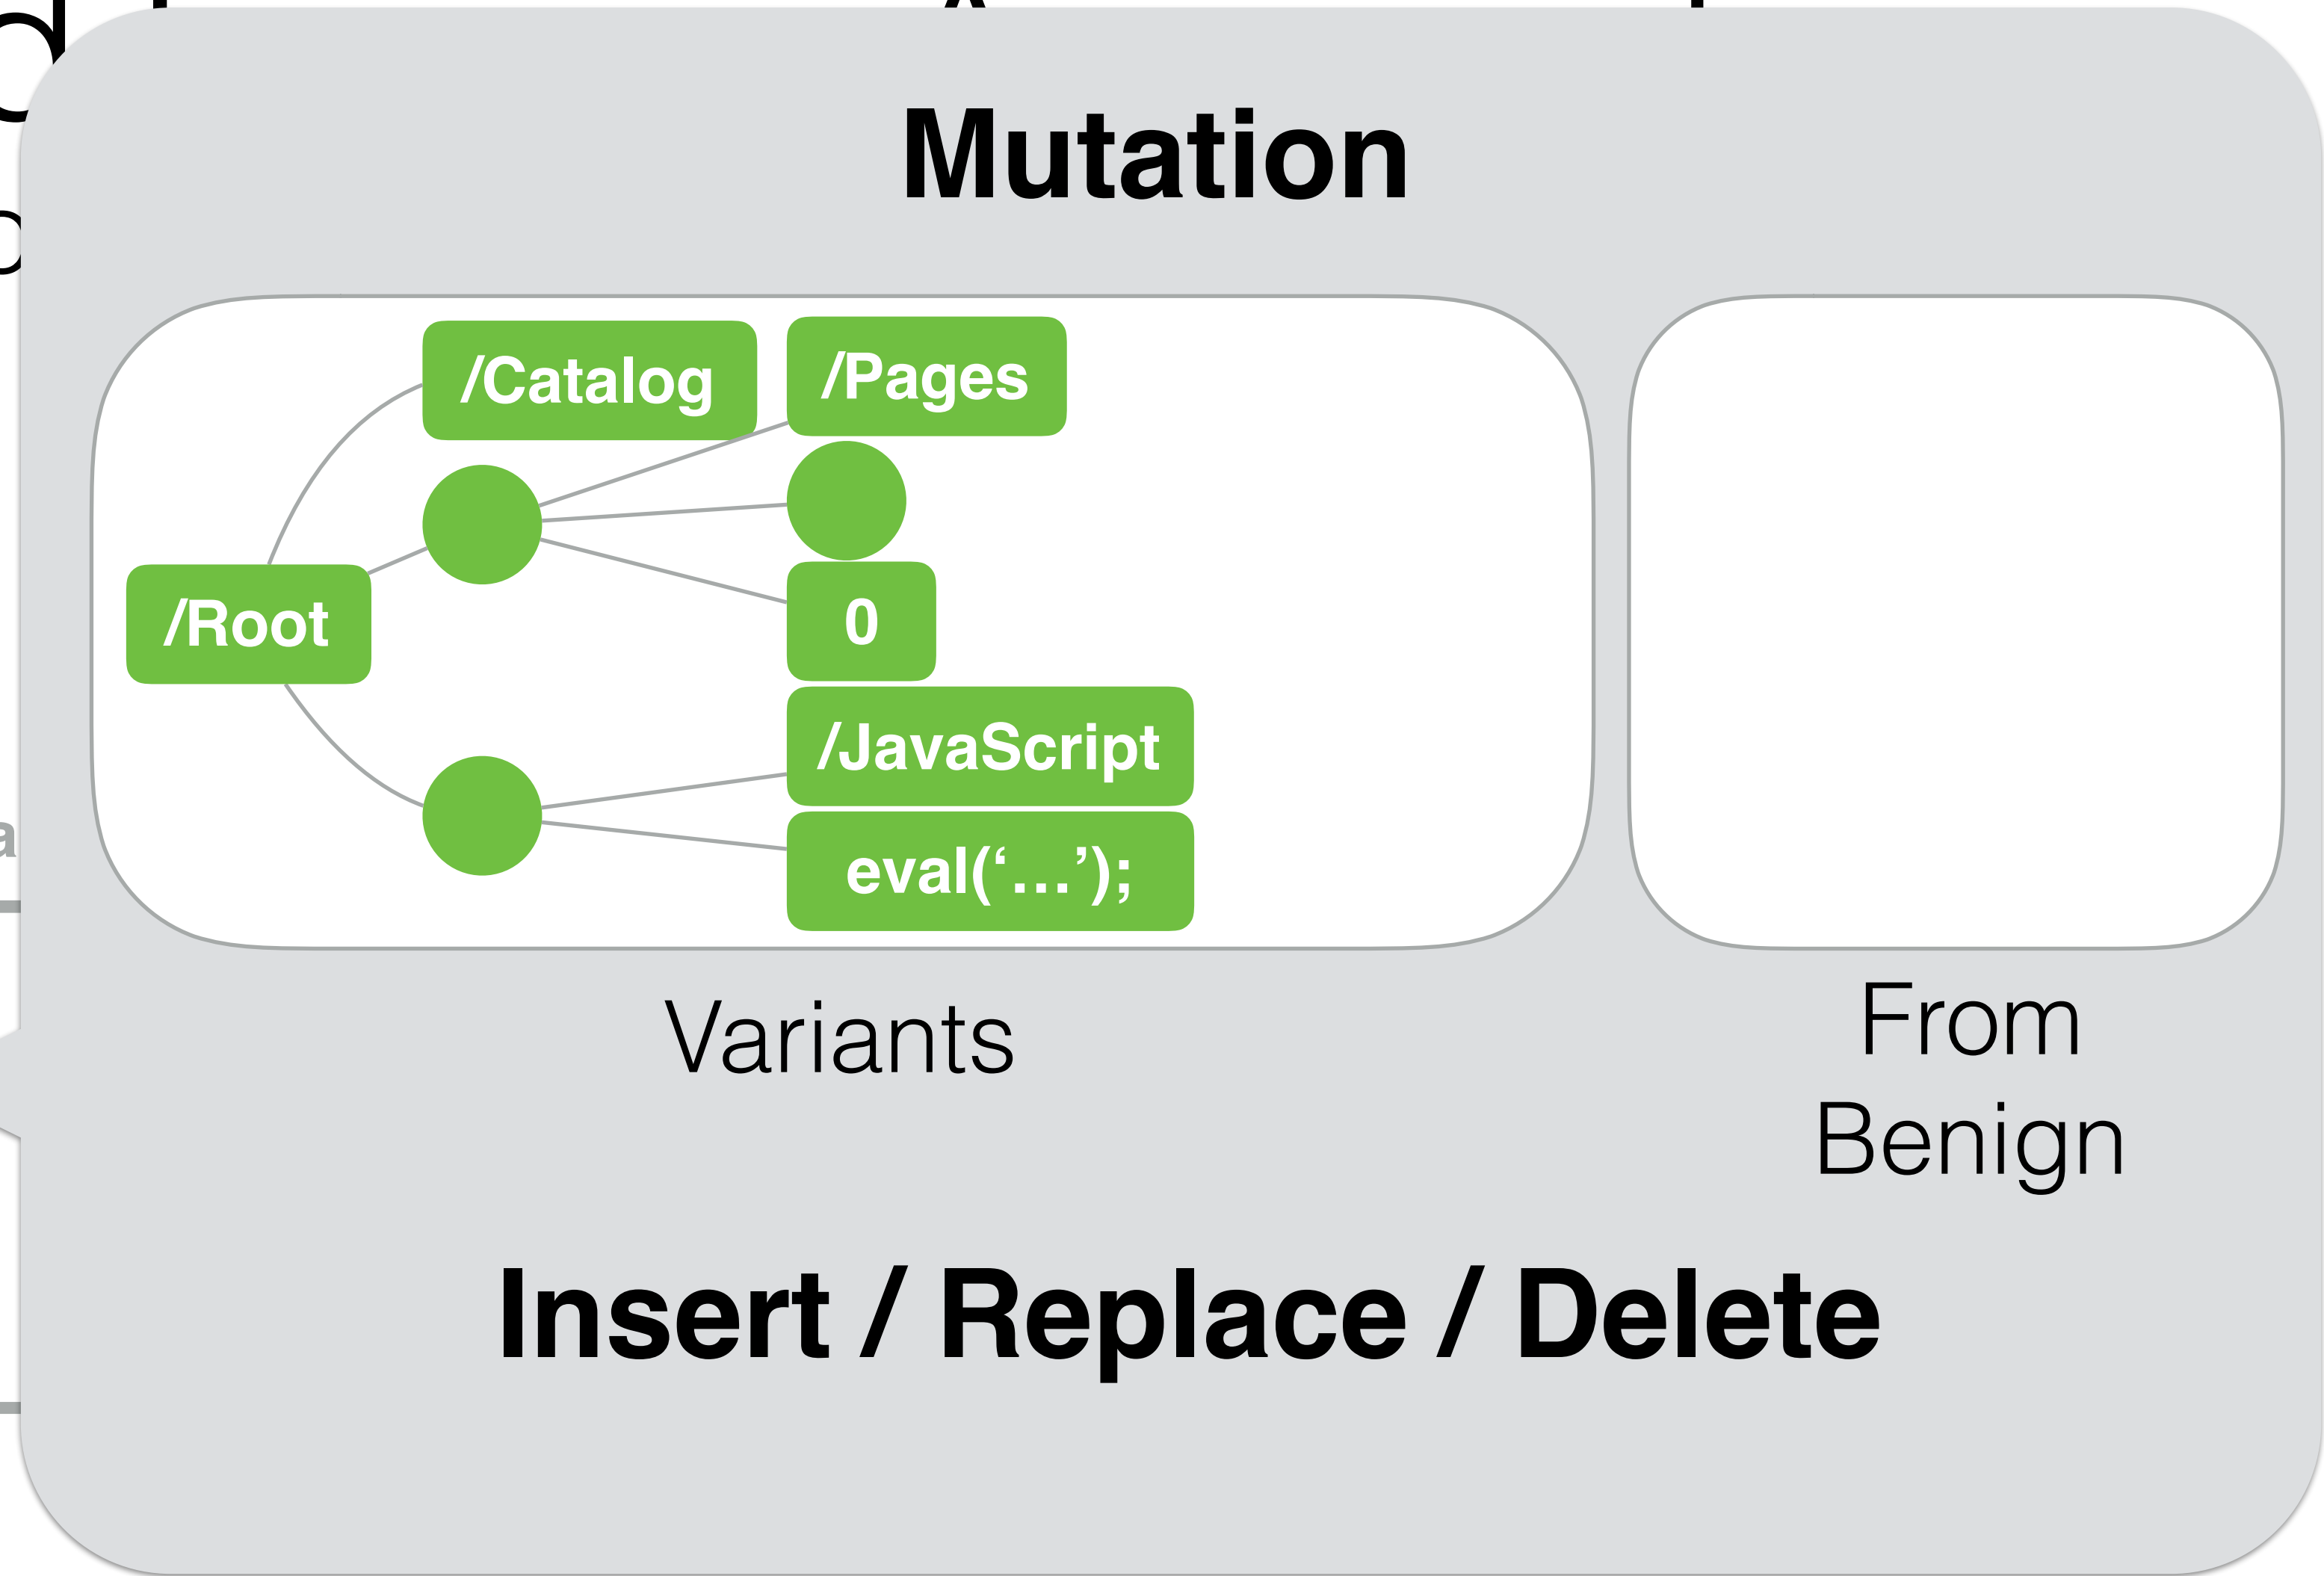 Mutation
/Catalog
/Pages
/Root
0
/JavaScript
eval(‘...’);
Variants
From
Benign
Insert / Replace / Delete